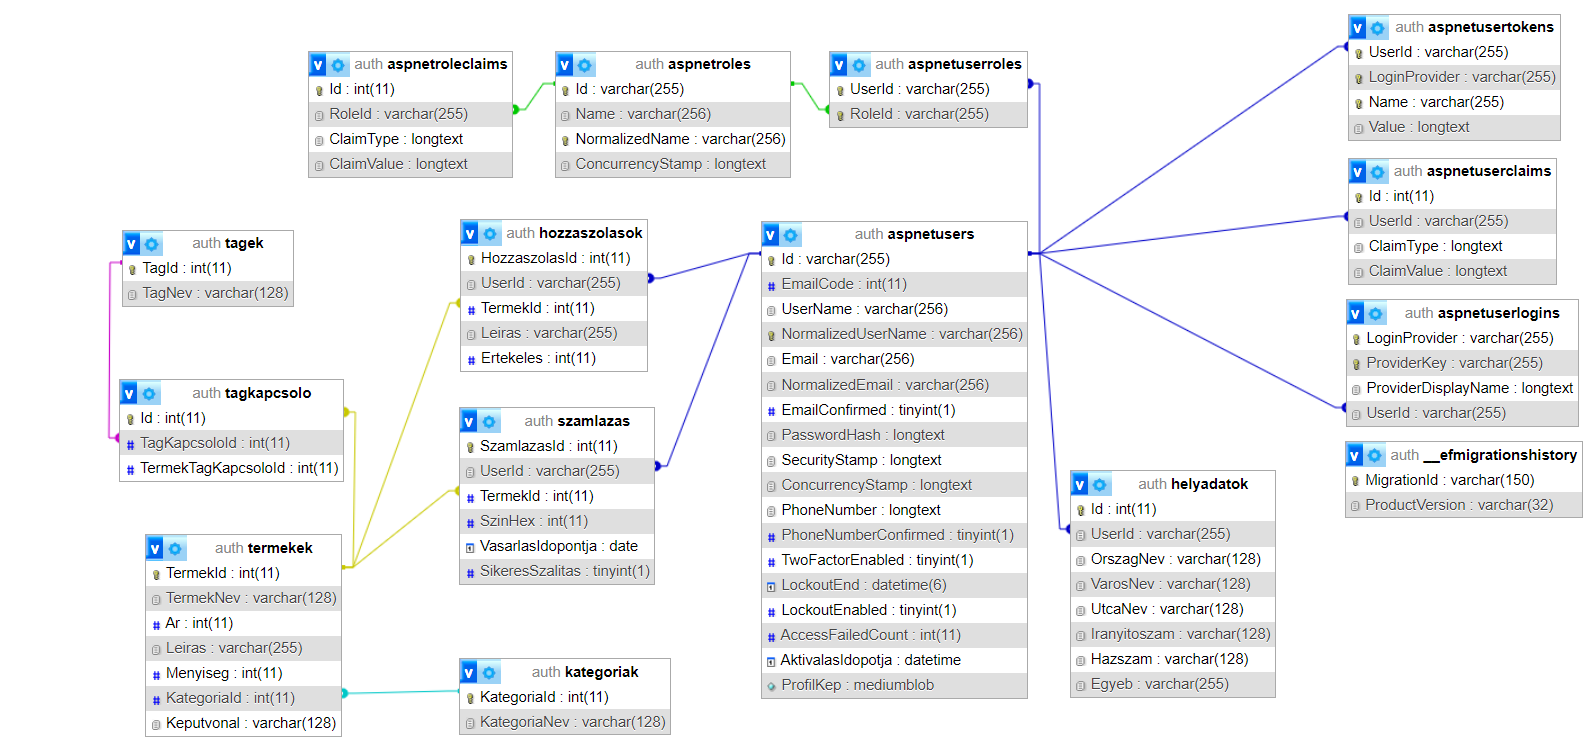 auth aspnetroleclaims
Id : int(11)
RoleId : varchar(255)
ClaimType : longtext
ClaimValue : longtext
auth aspnetroles
Id : varchar(255)
Name : varchar(256)
NormalizedName : varchar(256)
ConcurrencyStamp : longtext
auth aspnetuserroles
UserId : varchar(255)
RoleId : varchar(255)
auth aspnetusertokens
UserId : varchar(255)
LoginProvider : varchar(255)
Name : varchar(255)
Value : longtext
auth aspnetuserclaims
Id : int(11)
UserId : varchar(255)
ClaimType : longtext
ClaimValue : longtext
auth tagek
TagId : int(11)
TagNev : varchar(128)
auth hozzaszolasok
HozzaszolasId : int(11)
UserId : varchar(255)
TermekId : int(11)
Leiras : varchar(255)
Ertekeles : int(11)
auth aspnetusers
Id : varchar(255)
EmailCode : int(11)
UserName : varchar(256)
NormalizedUserName : varchar(256)
Email : varchar(256)
NormalizedEmail : varchar(256)
EmailConfirmed : tinyint(1)
PasswordHash : longtext
SecurityStamp : longtext
ConcurrencyStamp : longtext
PhoneNumber : longtext
PhoneNumberConfirmed : tinyint(1)
TwoFactorEnabled : tinyint(1)
LockoutEnd : datetime(6)
LockoutEnabled : tinyint(1)
AccessFailedCount : int(11)
AktivalasIdopotja : datetime
ProfilKep : mediumblob
auth aspnetuserlogins
LoginProvider : varchar(255)
ProviderKey : varchar(255)
ProviderDisplayName : longtext
UserId : varchar(255)
auth tagkapcsolo
Id : int(11)
TagKapcsoloId : int(11)
TermekTagKapcsoloId : int(11)
auth szamlazas
SzamlazasId : int(11)
UserId : varchar(255)
TermekId : int(11)
SzinHex : int(11)
VasarlasIdopontja : date
SikeresSzalitas : tinyint(1)
auth __efmigrationshistory
MigrationId : varchar(150)
ProductVersion : varchar(32)
auth helyadatok
Id : int(11)
UserId : varchar(255)
OrszagNev : varchar(128)
VarosNev : varchar(128)
UtcaNev : varchar(128)
Iranyitoszam : varchar(128)
Hazszam : varchar(128)
Egyeb : varchar(255)
auth termekek
TermekId : int(11)
TermekNev : varchar(128)
Ar : int(11)
Leiras : varchar(255)
Menyiseg : int(11)
KategoriaId : int(11)
Keputvonal : varchar(128)
auth kategoriak
KategoriaId : int(11)
KategoriaNev : varchar(128)